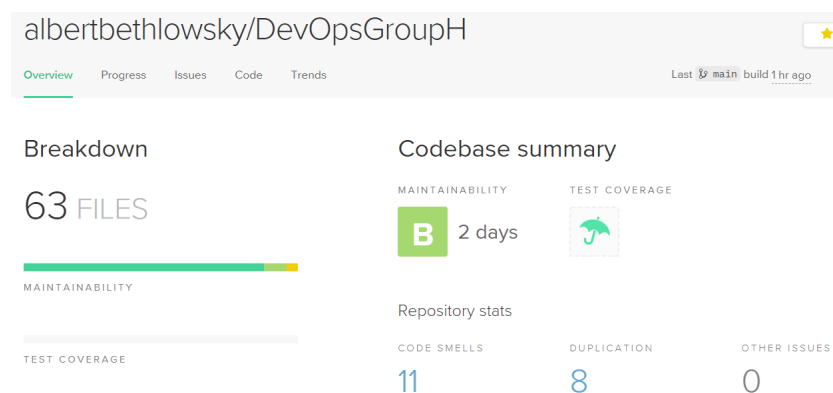 albertbethlowsky/DevOpsGroupH
Overview Progress Issues Code Trends
Last main build 1 hr ago
Breakdown
63 FILES
MAINTAINABILITY
TEST COVERAGE
Codebase summary
MAINTAINABILITY TEST COVERAGE
B 2 days
Repository stats
CODE SMELLS DUPLICATION OTHER ISSUES
11 8 0